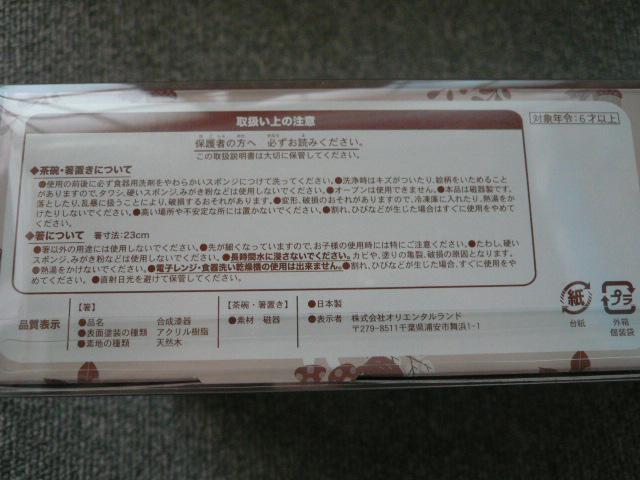 取扱い上の注意
対象年令:6才以上
保護者の方へ 必ずお読みください。
この取扱説明書は大切に保管してください。
◆茶碗・箸置きについて
●使用の前後に必ず食器用洗剤をやわらかいスポンジにつけて洗ってください。●洗浄時はキズがついたり、絵柄をいためること
がありますので、タワシ、硬いスポンジ、みがき粉などは使用しないでください。●オーブンは使用できません。●本品は磁器製です。
落としたり、乱暴に扱うことにより、破損するおそれがあります。●変形、破損のおそれがありますので、冷凍庫に入れたり、熱湯をか
けたりしないでください。●高い場所や不安定な所には置かないでください。●割れ、ひびなどが生じた場合はすぐに使用をやめて
ください。
◆箸について 箸寸法:23cm
●箸以外の用途には使用しないでください。●先が細くなっていますので、お子様の使用時には特にご注意ください。●たわし、硬い
スポンジ、みがき粉などは使用しないでください。●長時間水に浸さないでください。カビや、塗りの亀裂、破損の原因となります。
●熱湯をかけないでください。●電子レンジ・食器洗い乾燥機の使用は出来ません。●割れ、ひびなどが生じた場合、すぐに使用をや
めてください。●直射日光を避けて保管してください。
品質表示
【箸】
●品名 合成漆器
●表面塗装の種類 アクリル樹脂
●素地の種類 天然木
【茶碗・箸置き】
●素材 磁器
●日本製
●表示者 株式会社オリエンタルランド
〒279-8511千葉県浦安市舞浜1-1
紙
台紙
プラ
外箱
個装袋